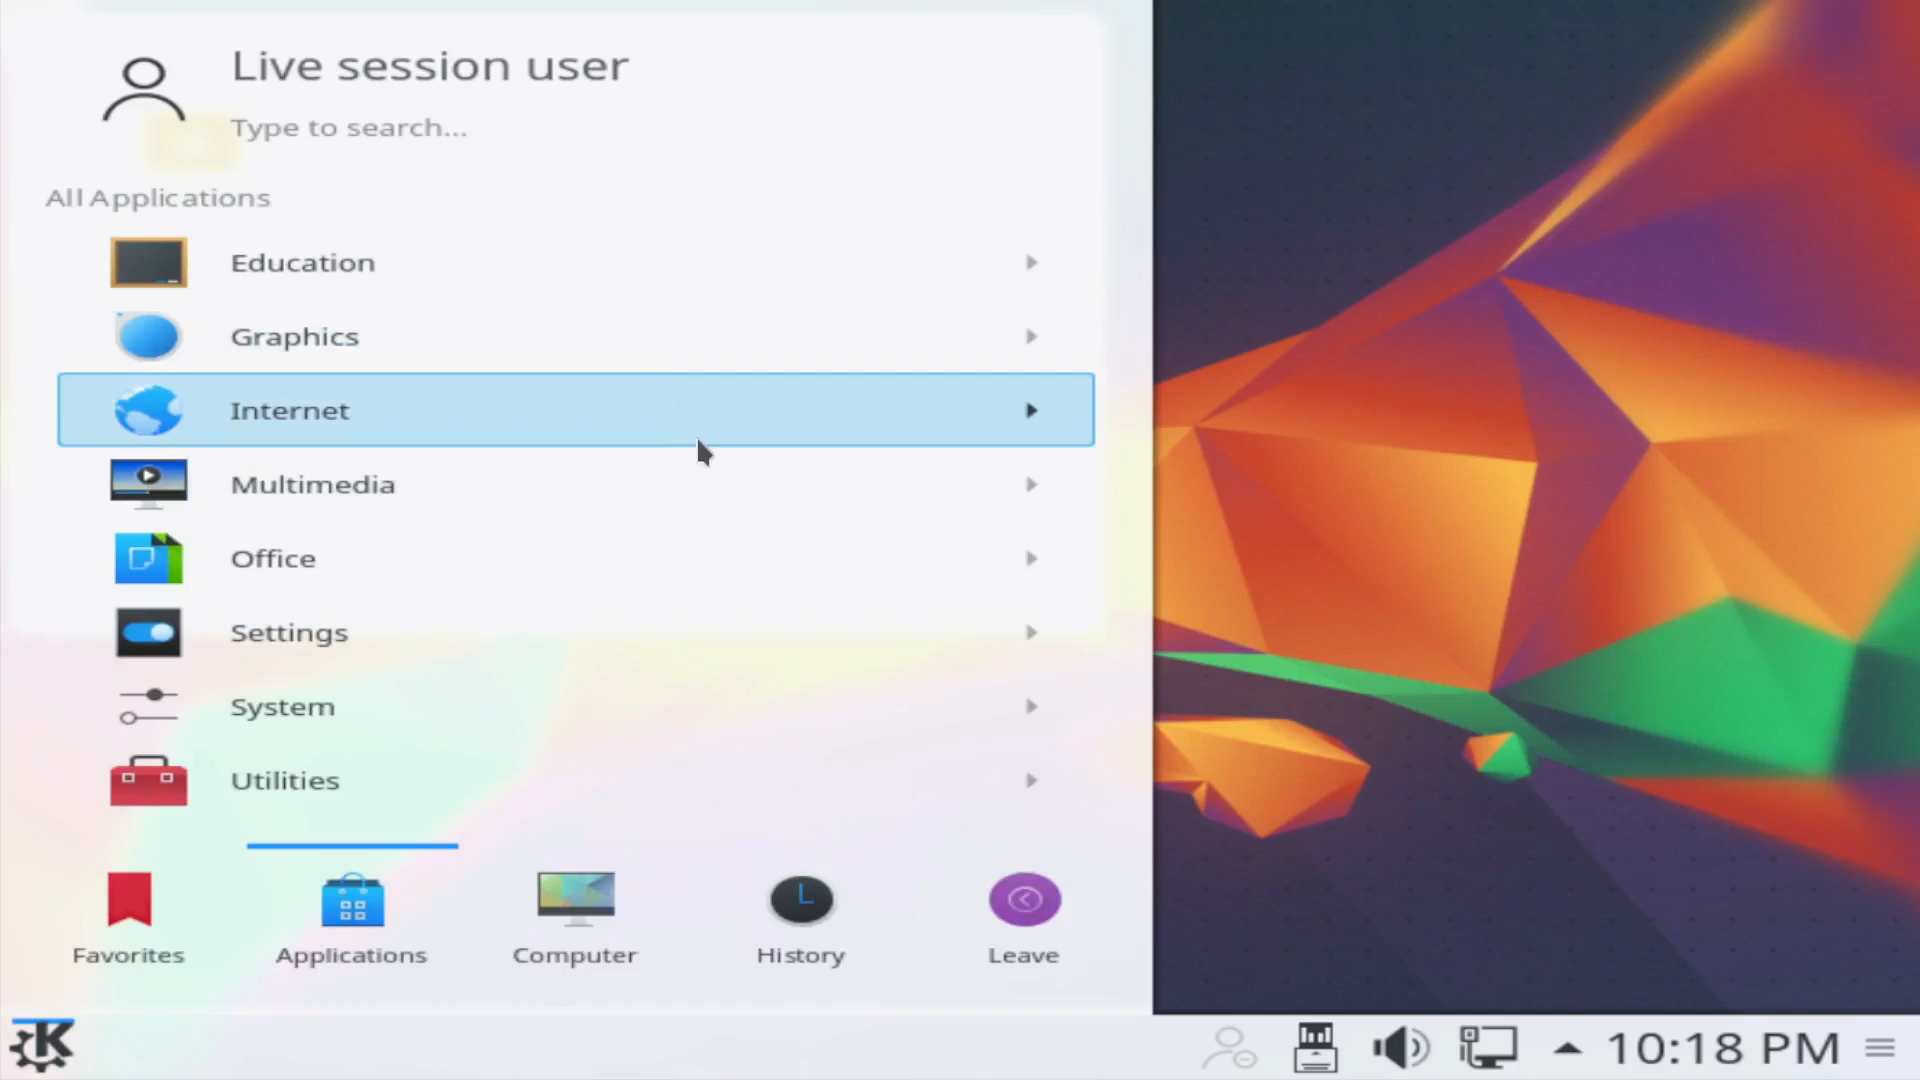 Live session user
Type to search...
All Applications
Education
Graphics
Internet
Multimedia
Office
Settings
System
Utilities
Favorites
Applications
Computer
History
Leave
10:18 PM